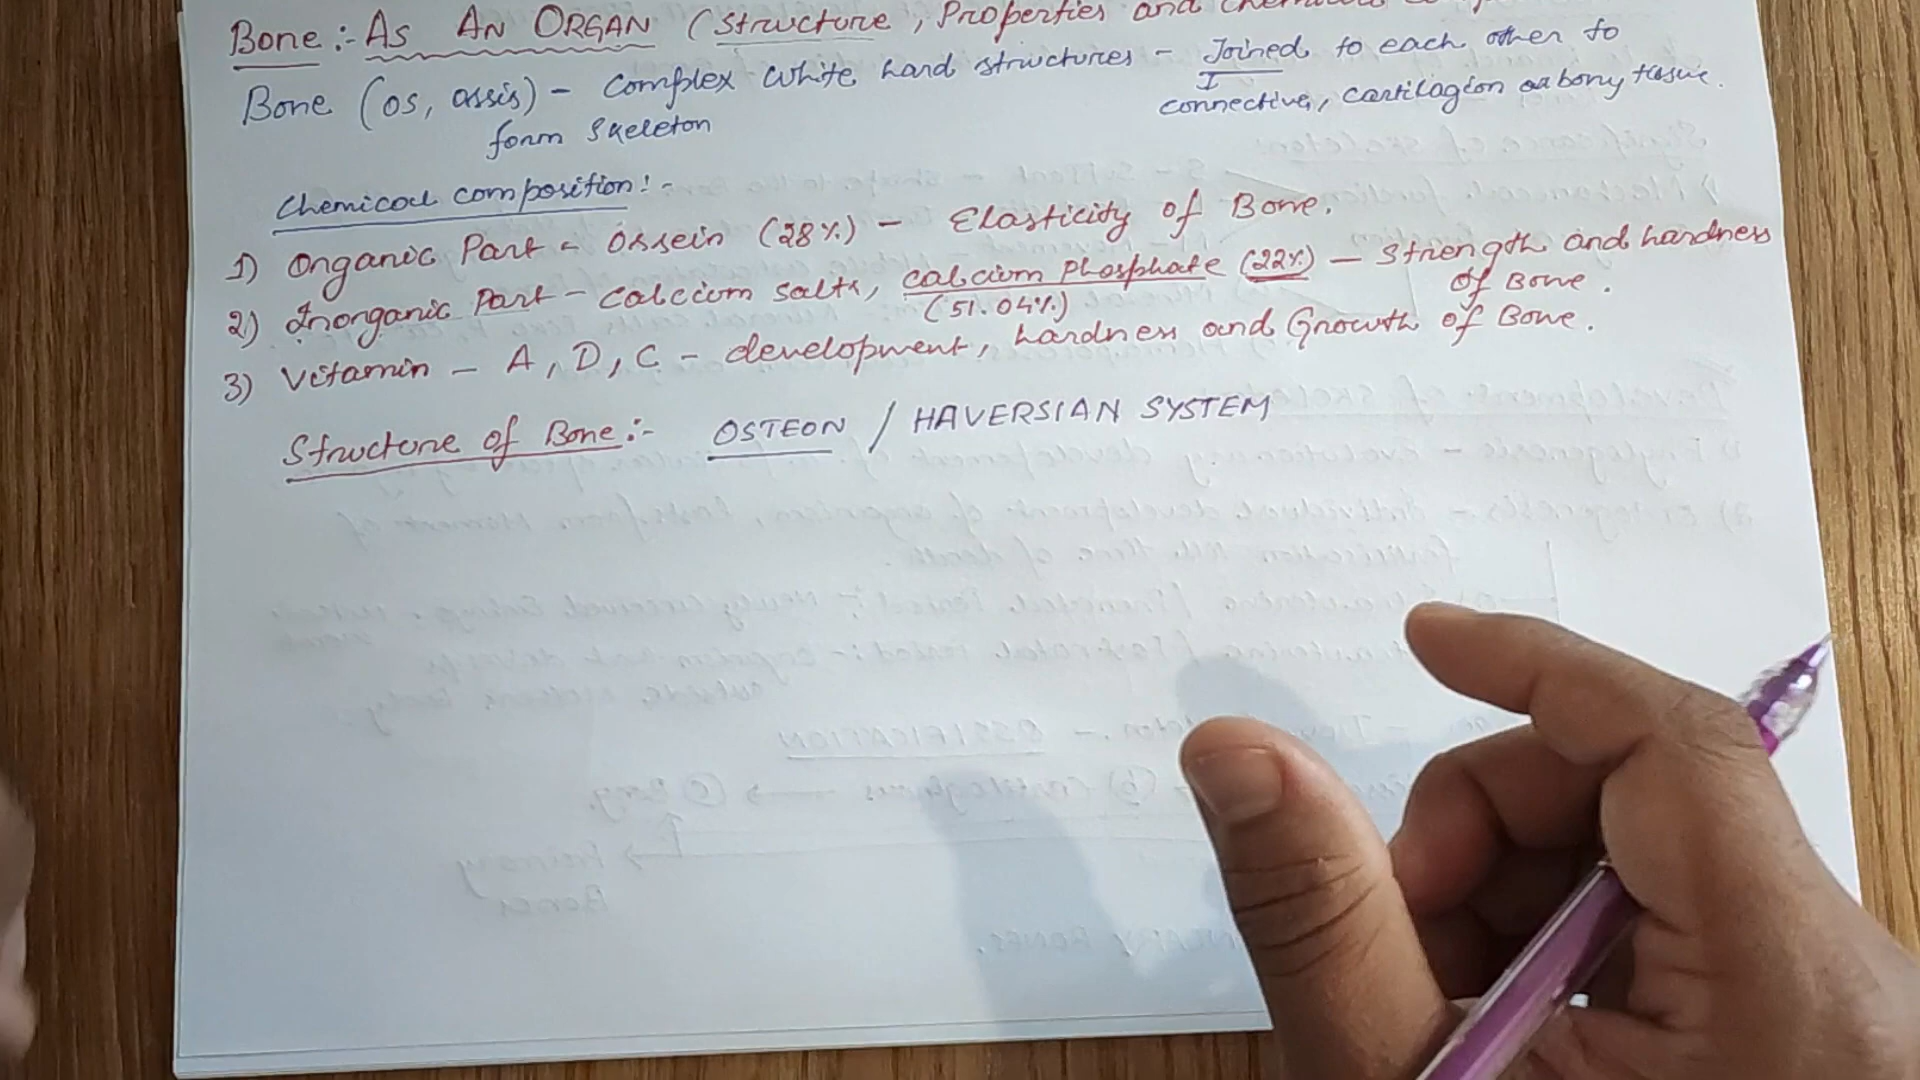 Bone :- As AN ORGAN (structure, Properties and
Bone (os, ossis) - Complex white hard structures - Joined to each other to
form skeleton
connective, cartilagion or bony tissue.
Chemical composition :-
1) Organic Part - Ossein (28%) - Elasticity of Bone.
2) Inorganic Part - calcium salts, calcium Phosphate (22%) - strength and hardness
(51.04%)
of Bone.
3) Vitamin - A, D, C - development, hardness and Growth of Bone.
Structure of Bone :- OSTEON / HAVERSIAN SYSTEM